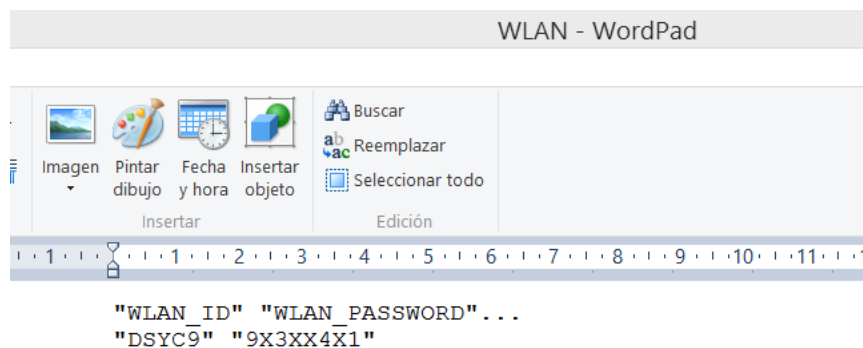 WLAN - WordPad
Buscar
Reemplazar
Seleccionar todo
Imagen Pintar dibujo Fecha y hora Insertar objeto
Insertar Edición
1 1 2 3 4 5 6 7 8 9 10 11
"WLAN_ID" "WLAN_PASSWORD"...
"DSYC9" "9X3XX4X1"